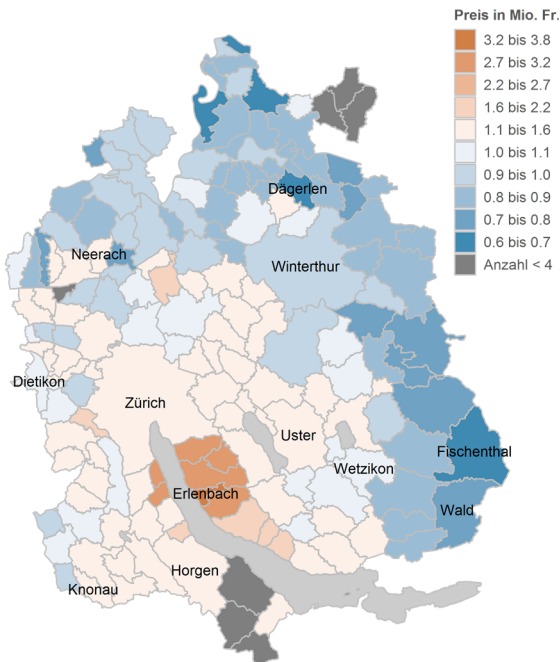 Preis in Mio. Fr.
3.2 bis 3.8
2.7 bis 3.2
2.2 bis 2.7
1.6 bis 2.2
1.1 bis 1.6
1.0 bis 1.1
0.9 bis 1.0
0.8 bis 0.9
0.7 bis 0.8
0.6 bis 0.7
Anzahl < 4
Dägerlen
Neerach
Winterthur
Dietikon
Zürich
Uster
Fischenthal
Wetzikon
Erlenbach
Wald
Horgen
Knonau